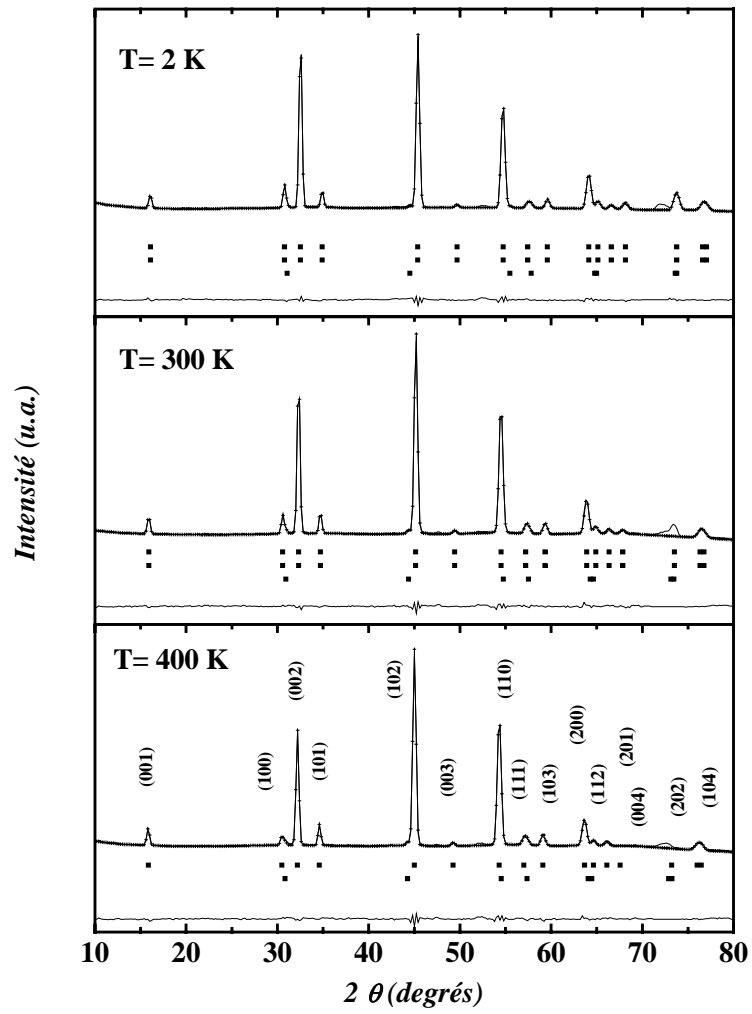 T= 2 K
T= 300 K
Intensité (u.a.)
T= 400 K
(001)
(100)
(002)
(101)
(102)
(003)
(110)
(111)
(103)
(200)
(112)
(201)
(004)
(202)
(104)
10 20 30 40 50 60 70 80
2 θ (degrés)